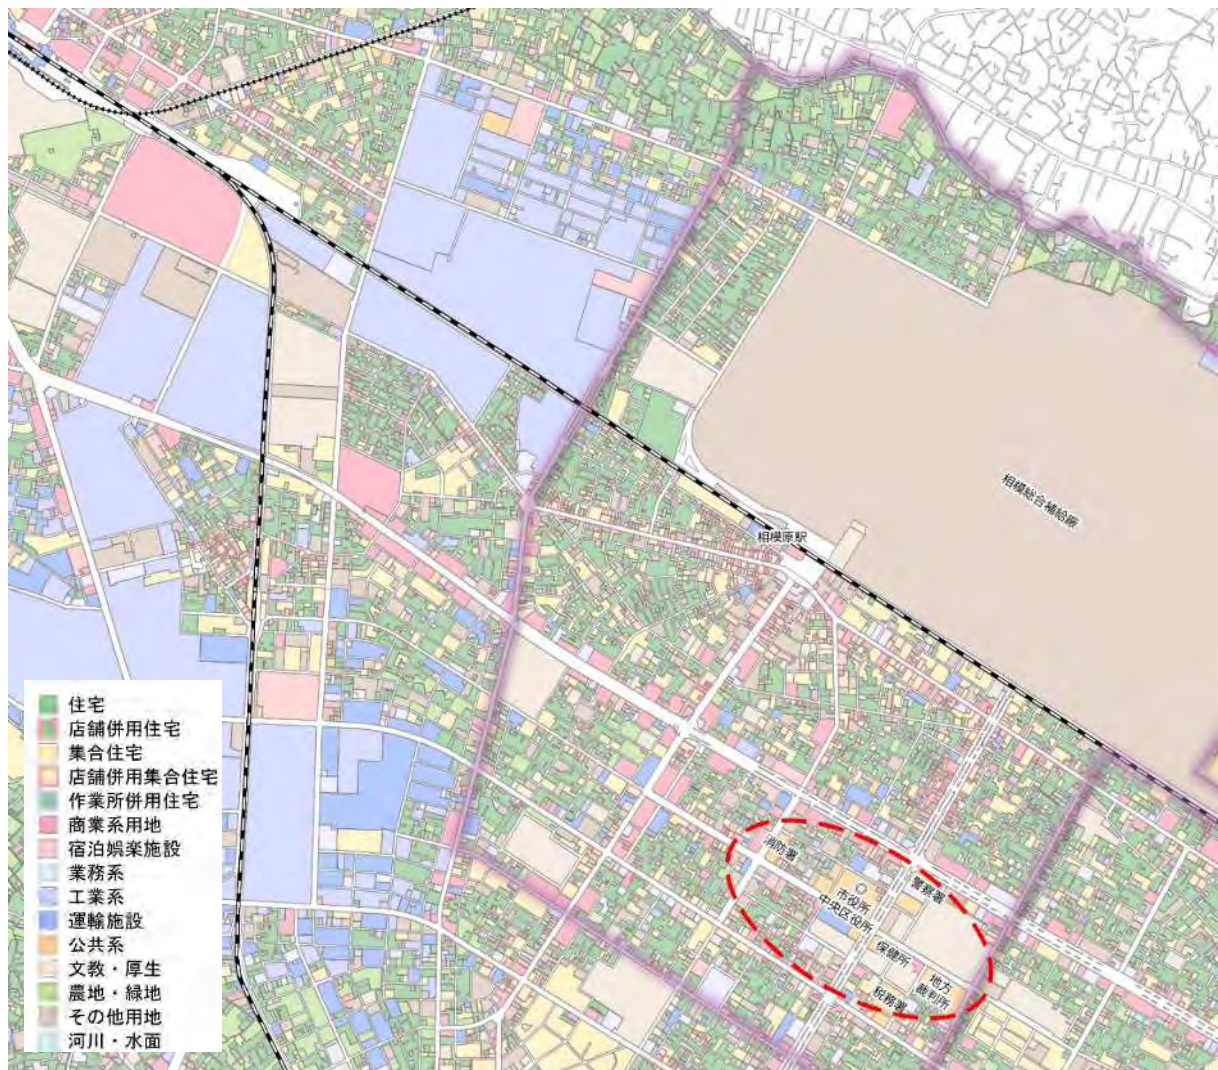 相模総合補給廠
相模原駅
消防署
警察署
市役所
中央区役所
保健所
地方
裁判所
税務署
住宅
店舗併用住宅
集合住宅
店舗併用集合住宅
作業所併用住宅
商業系用地
宿泊娯楽施設
業務系
工業系
運輸施設
公共系
文教・厚生
農地・緑地
その他用地
河川・水面